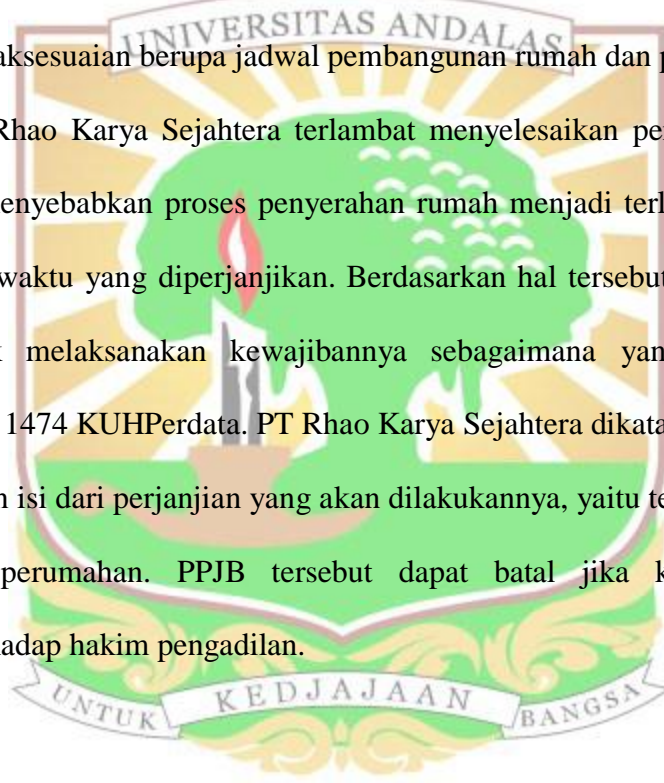 UNIVERSITAS ANDALAS
aksesuaian berupa jadwal pembangunan rumah dan p
Rhao Karya Sejahtera terlambat menyelesaikan pe
enyebabkan proses penyerahan rumah menjadi terl
waktu yang diperjanjikan. Berdasarkan hal tersebut
melaksanakan kewajibannya sebagaimana yan
1474 KUHPerdata. PT Rhao Karya Sejahtera dikata
isi dari perjanjian yang akan dilakukannya, yaitu te
perumahan. PPJB tersebut dapat batal jika k
adap hakim pengadilan.
UNTUK KEDJAJAAN BANGSA